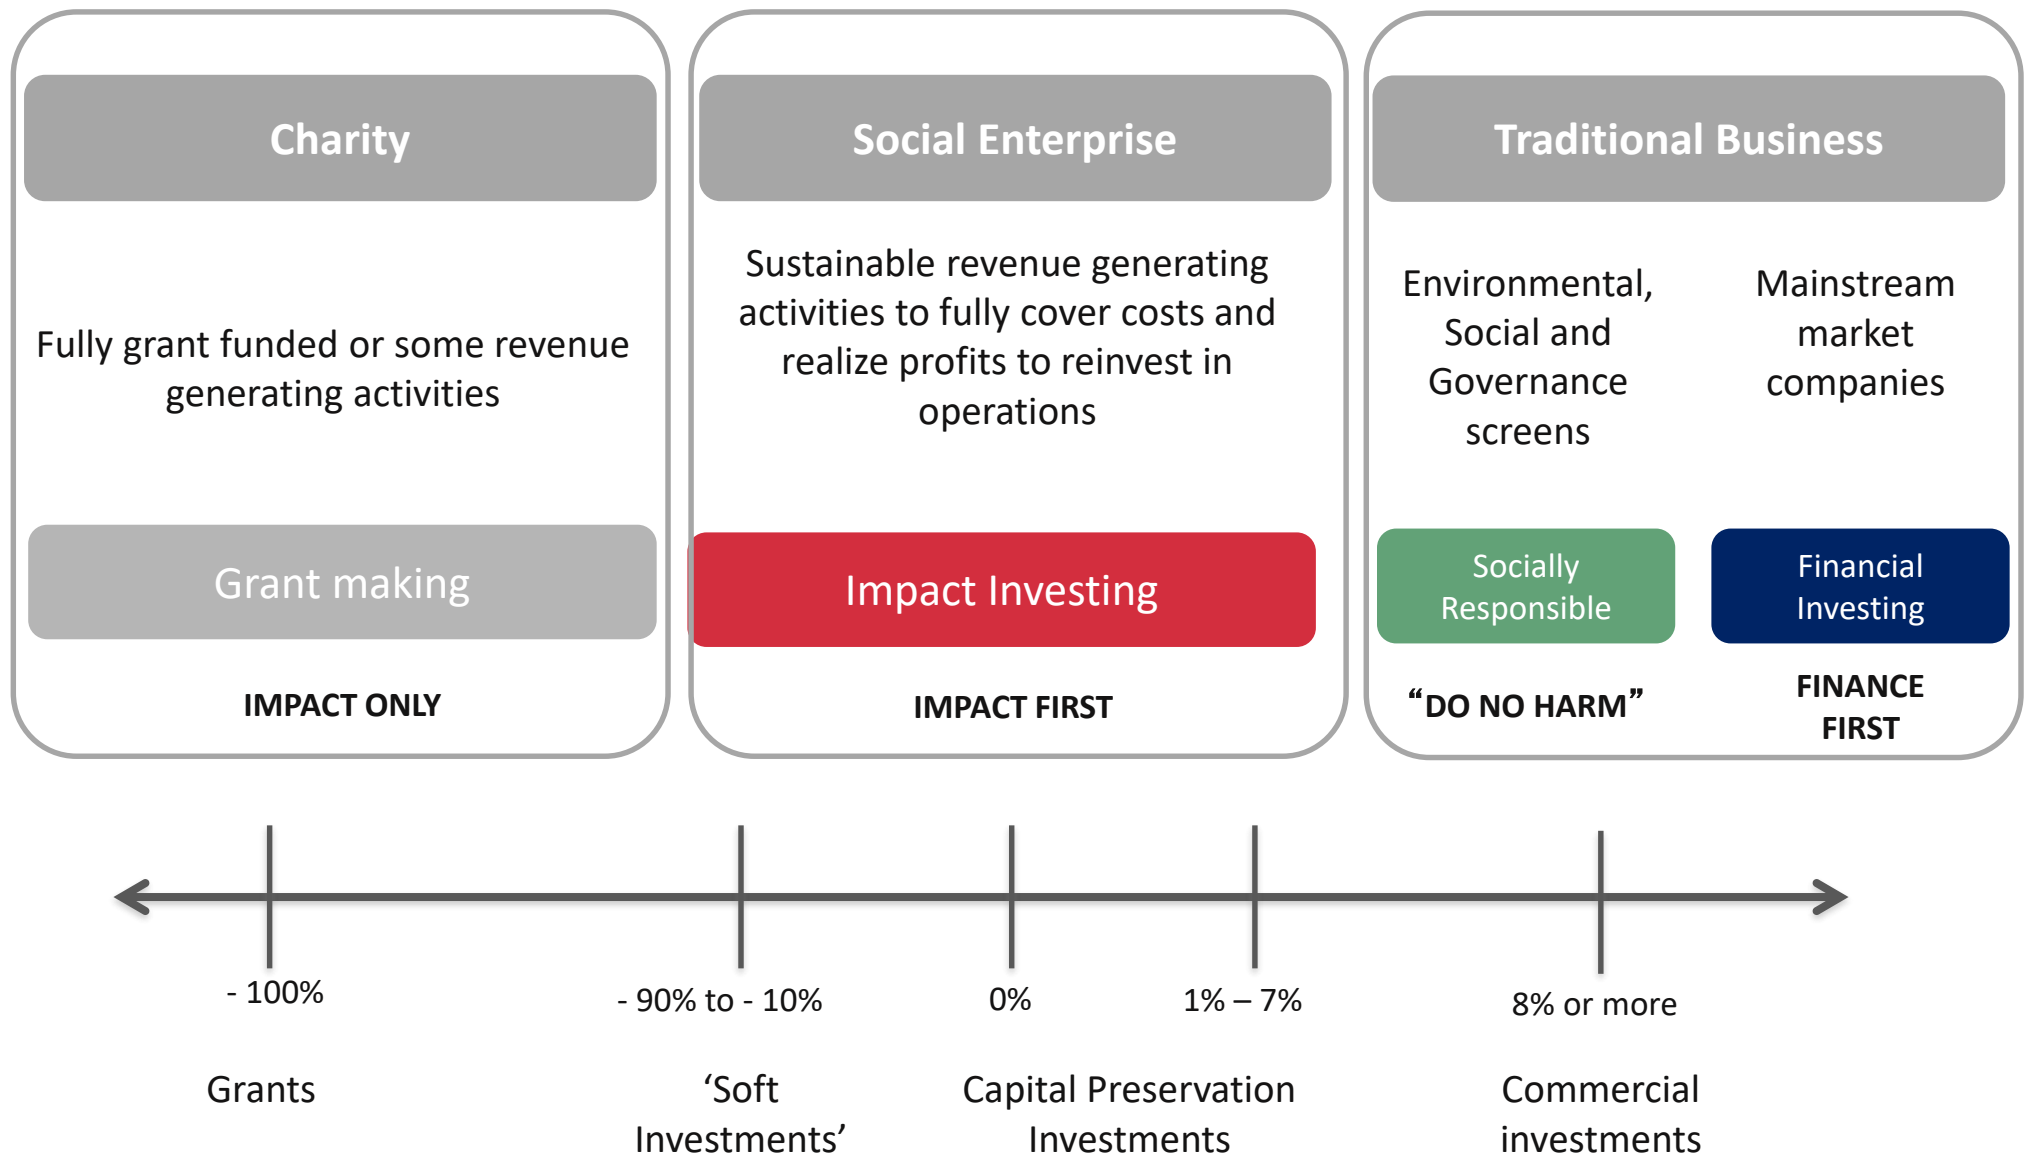 Charity
Fully grant funded or some revenue
generating activities
Grant making
IMPACT ONLY
Social Enterprise
Sustainable revenue generating
activities to fully cover costs and
realize profits to reinvest in
operations
Impact Investing
IMPACT FIRST
Traditional Business
Environmental,
Social and
Governance
screens
Socially
Responsible
“DO NO HARM”
Mainstream
market
companies
Financial
Investing
FINANCE
FIRST
- 100%
- 90% to - 10%
0%
1% – 7%
8% or more
Grants
‘Soft
Investments’
Capital Preservation
Investments
Commercial
investments